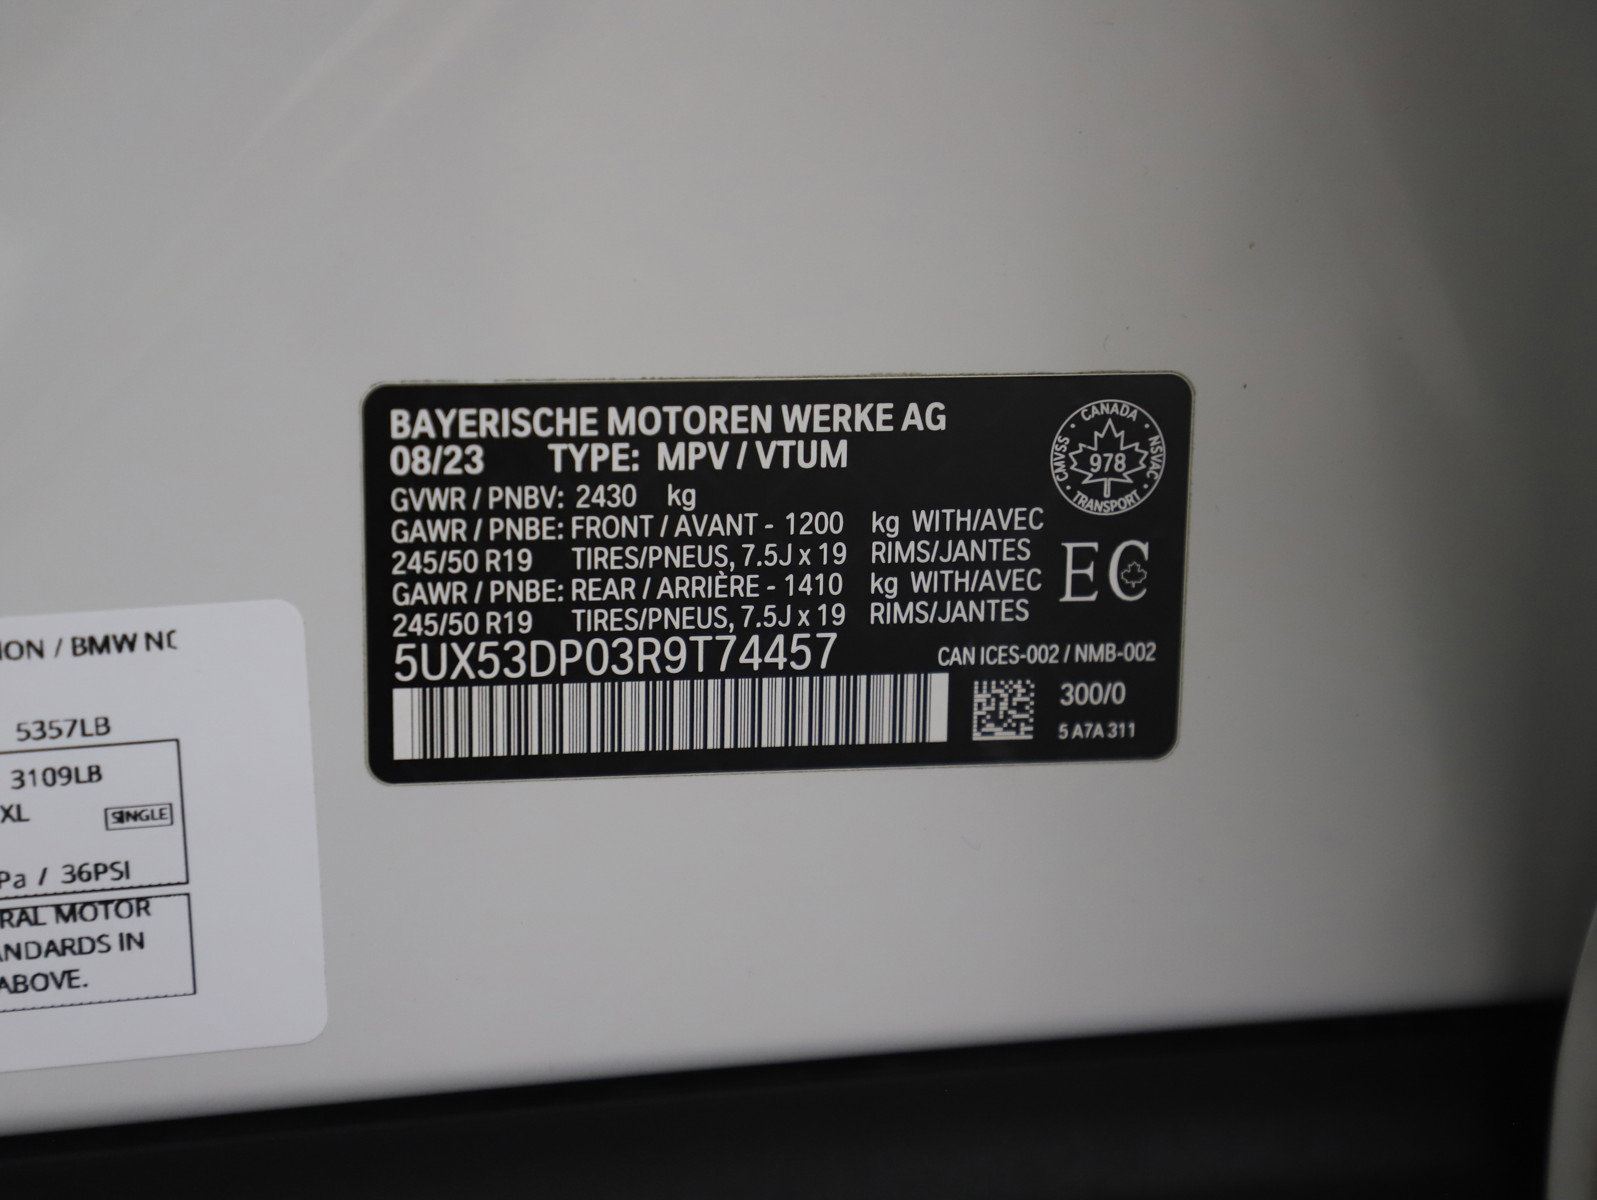 BAYERISCHE MOTOREN WERKE AG
08/23 TYPE: MPV / VTUM
GVWR / PNBV: 2430 kg
GAWR / PNBE: FRONT / AVANT - 1200 kg WITH/AVEC
245/50 R19 TIRES/PNEUS, 7.5J x 19 RIMS/JANTES
GAWR / PNBE: REAR / ARRIÈRE - 1410 kg WITH/AVEC
245/50 R19 TIRES/PNEUS, 7.5J x 19 RIMS/JANTES
5UX53DP03R9T74457
CAN ICES-002 / NMB-002
300/0
5 A7A 311
CANADA
CMVSS
978
NSVAC
TRANSPORT
EC
ION / BMW
5357LB
3109LB
XL
SINGLE
Pa / 36PSI
RAL MOTOR
ANDARDS IN
ABOVE.